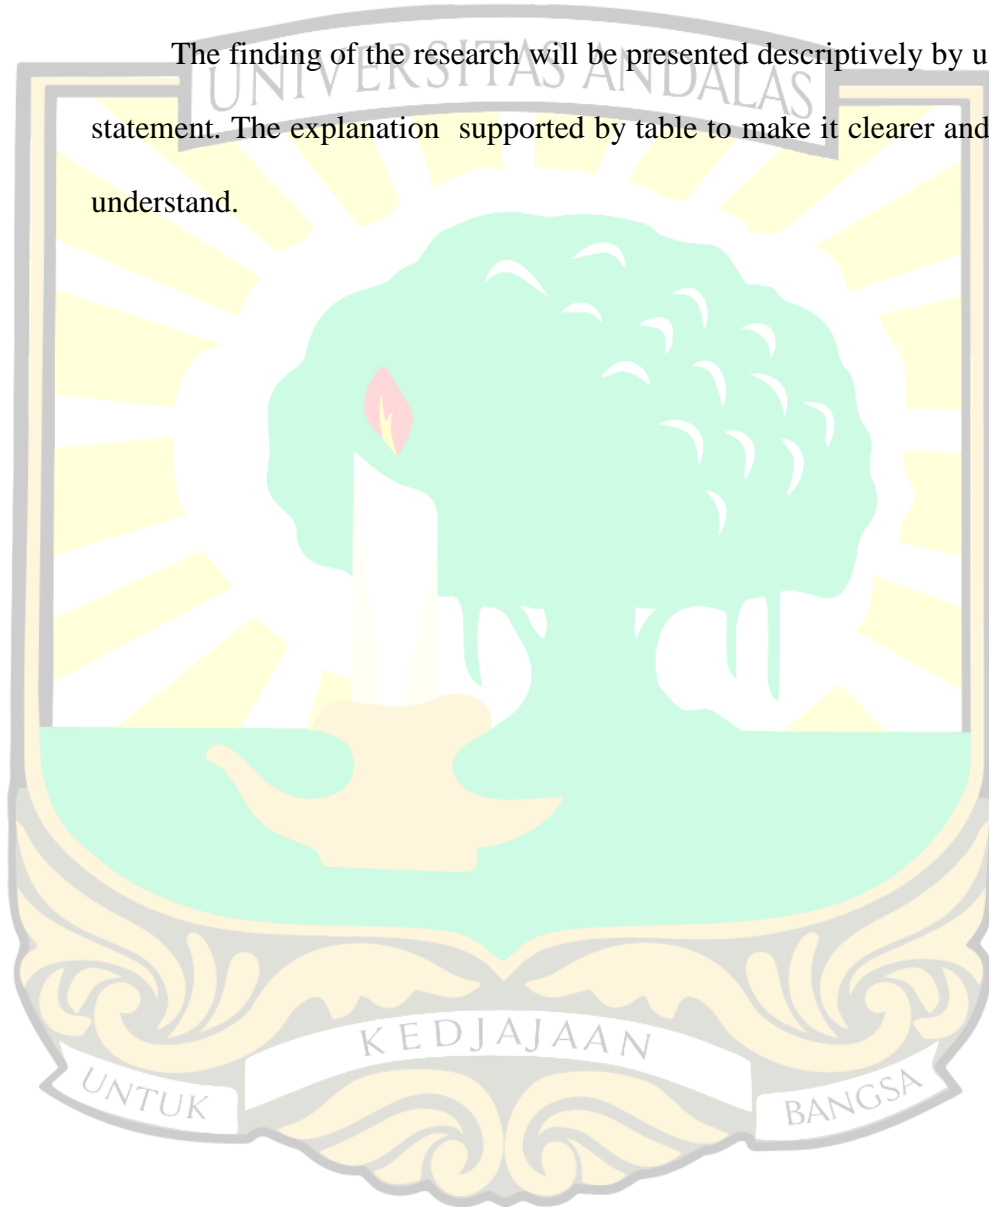 The finding of the research will be presented descriptively by u
UNIVERSITAS ANDALAS
statement. The explanation supported by table to make it clearer and
understand.
KEDJAJAAN
UNTUK
BANGSA